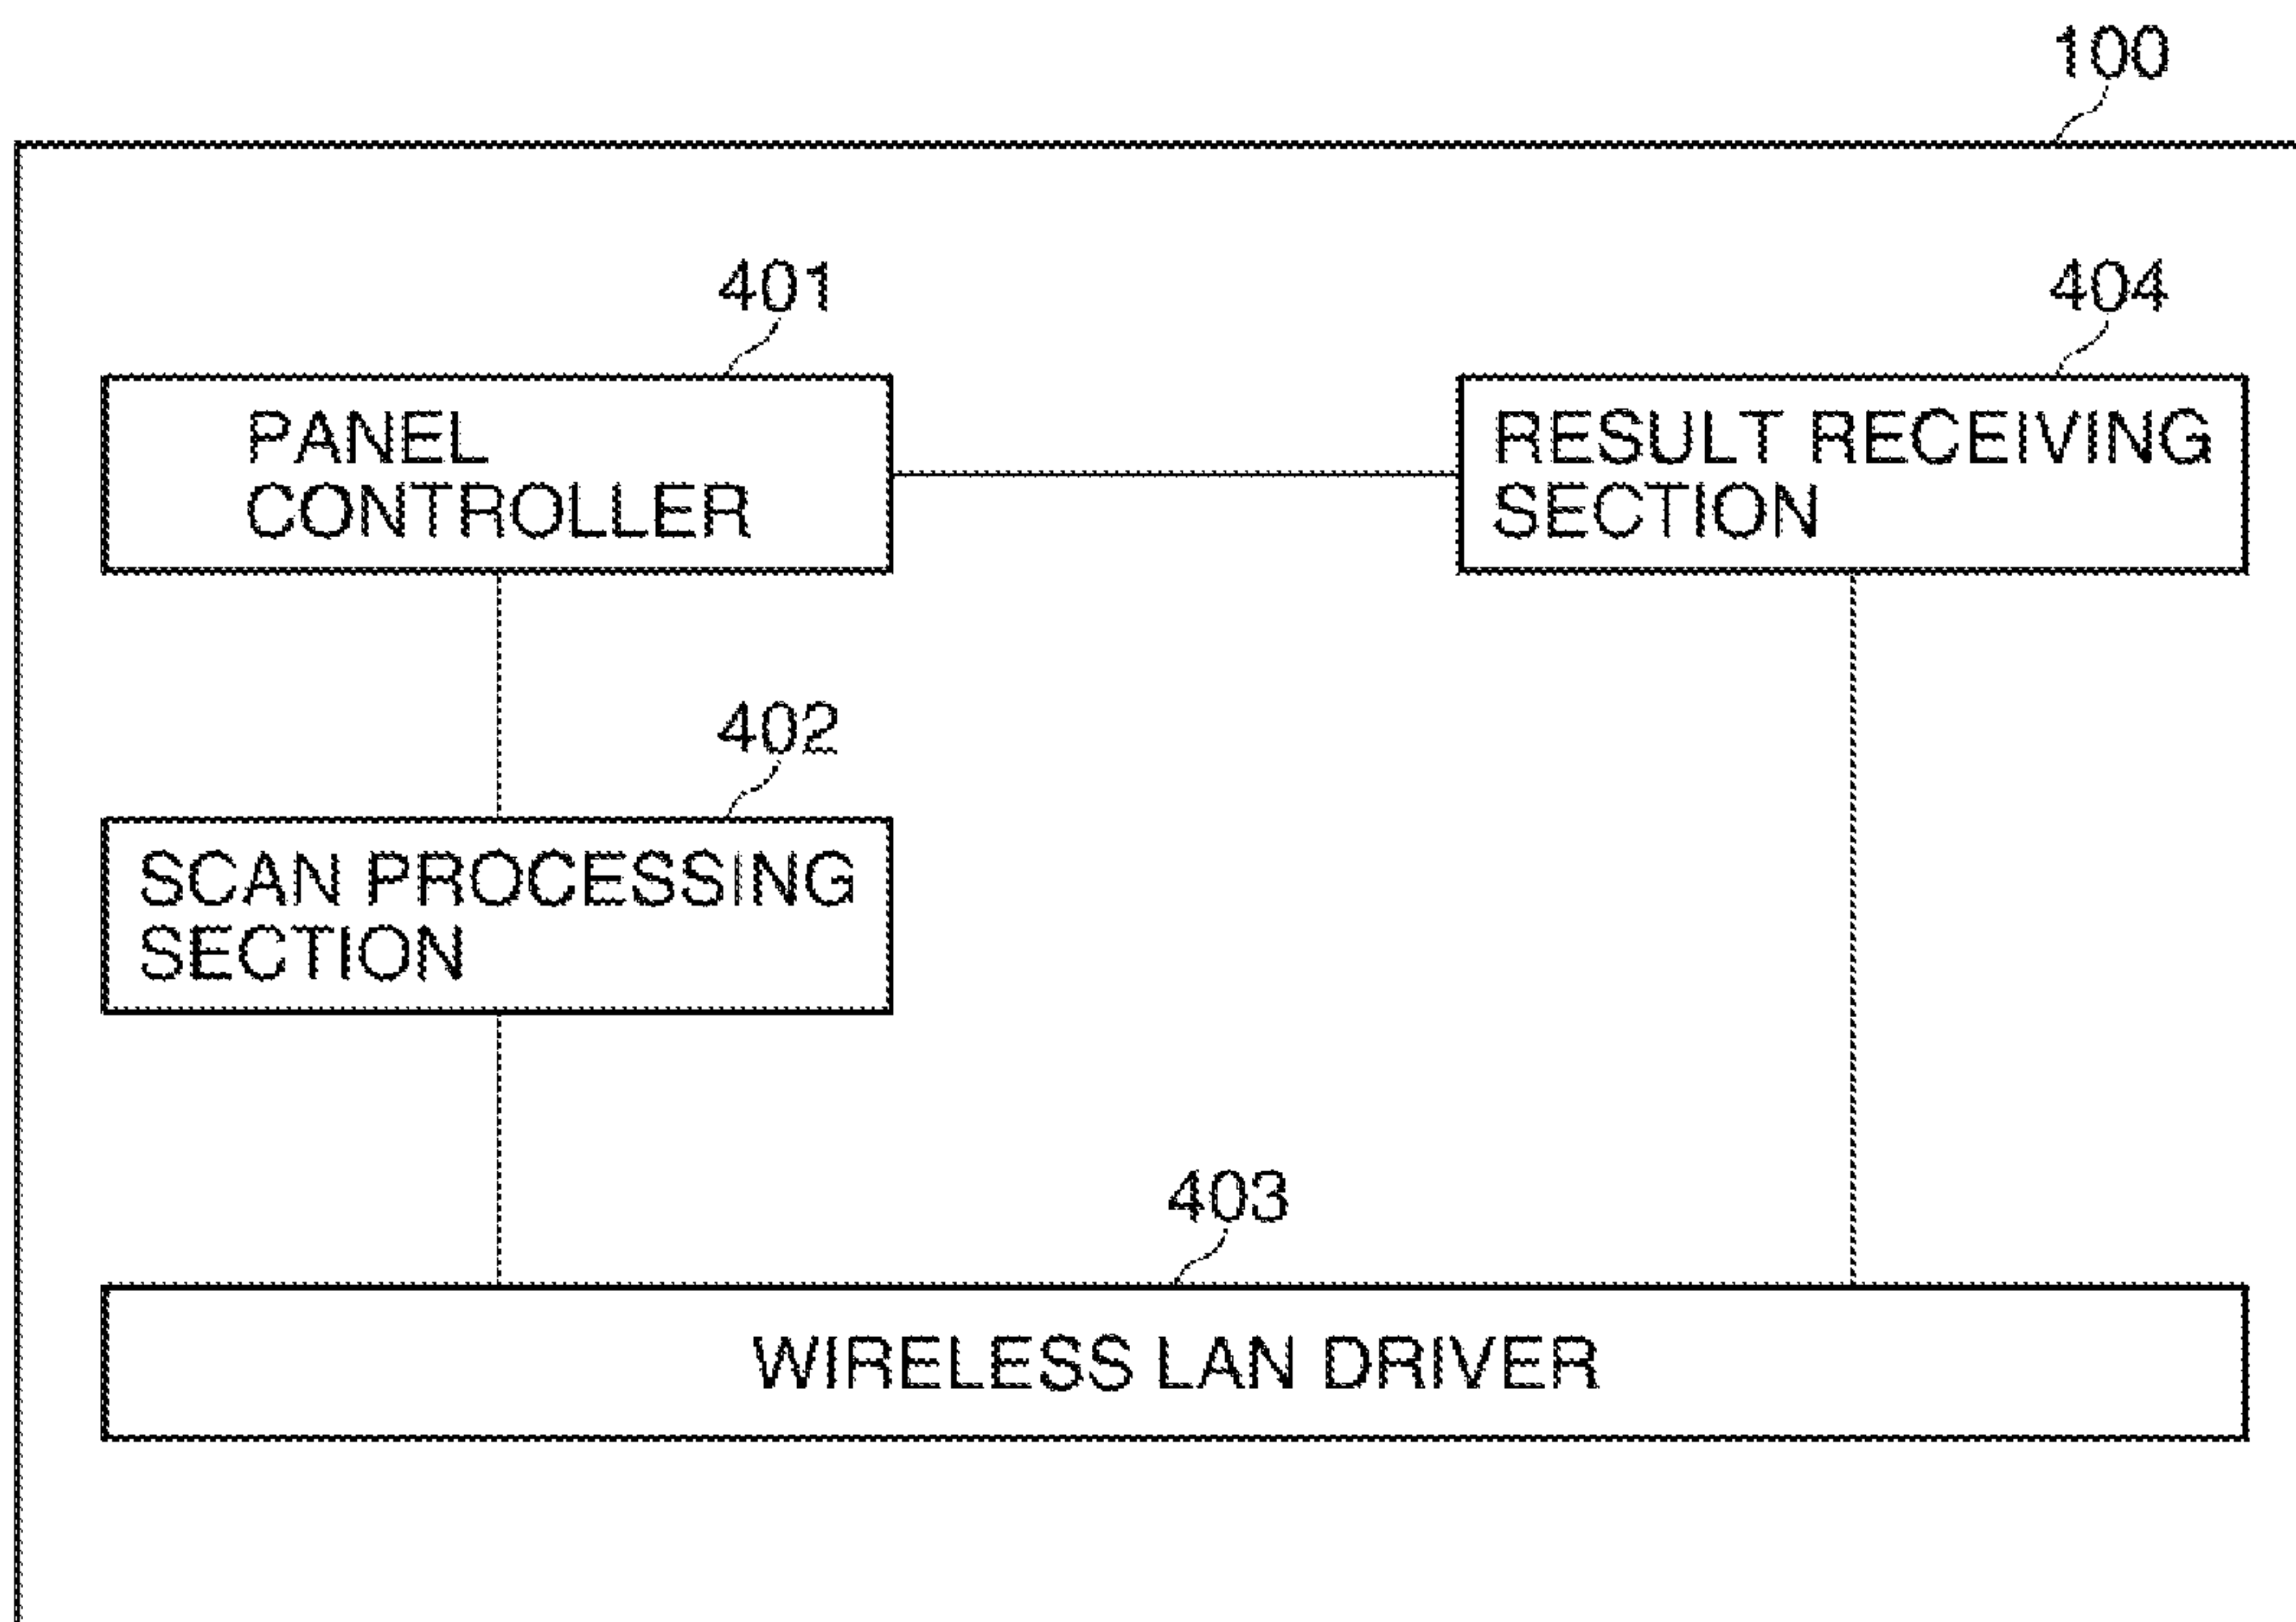 100
401
404
PANEL
CONTROLLER
RESULT RECEIVING
SECTION
402
SCAN PROCESSING
SECTION
403
WIRELESS LAN DRIVER